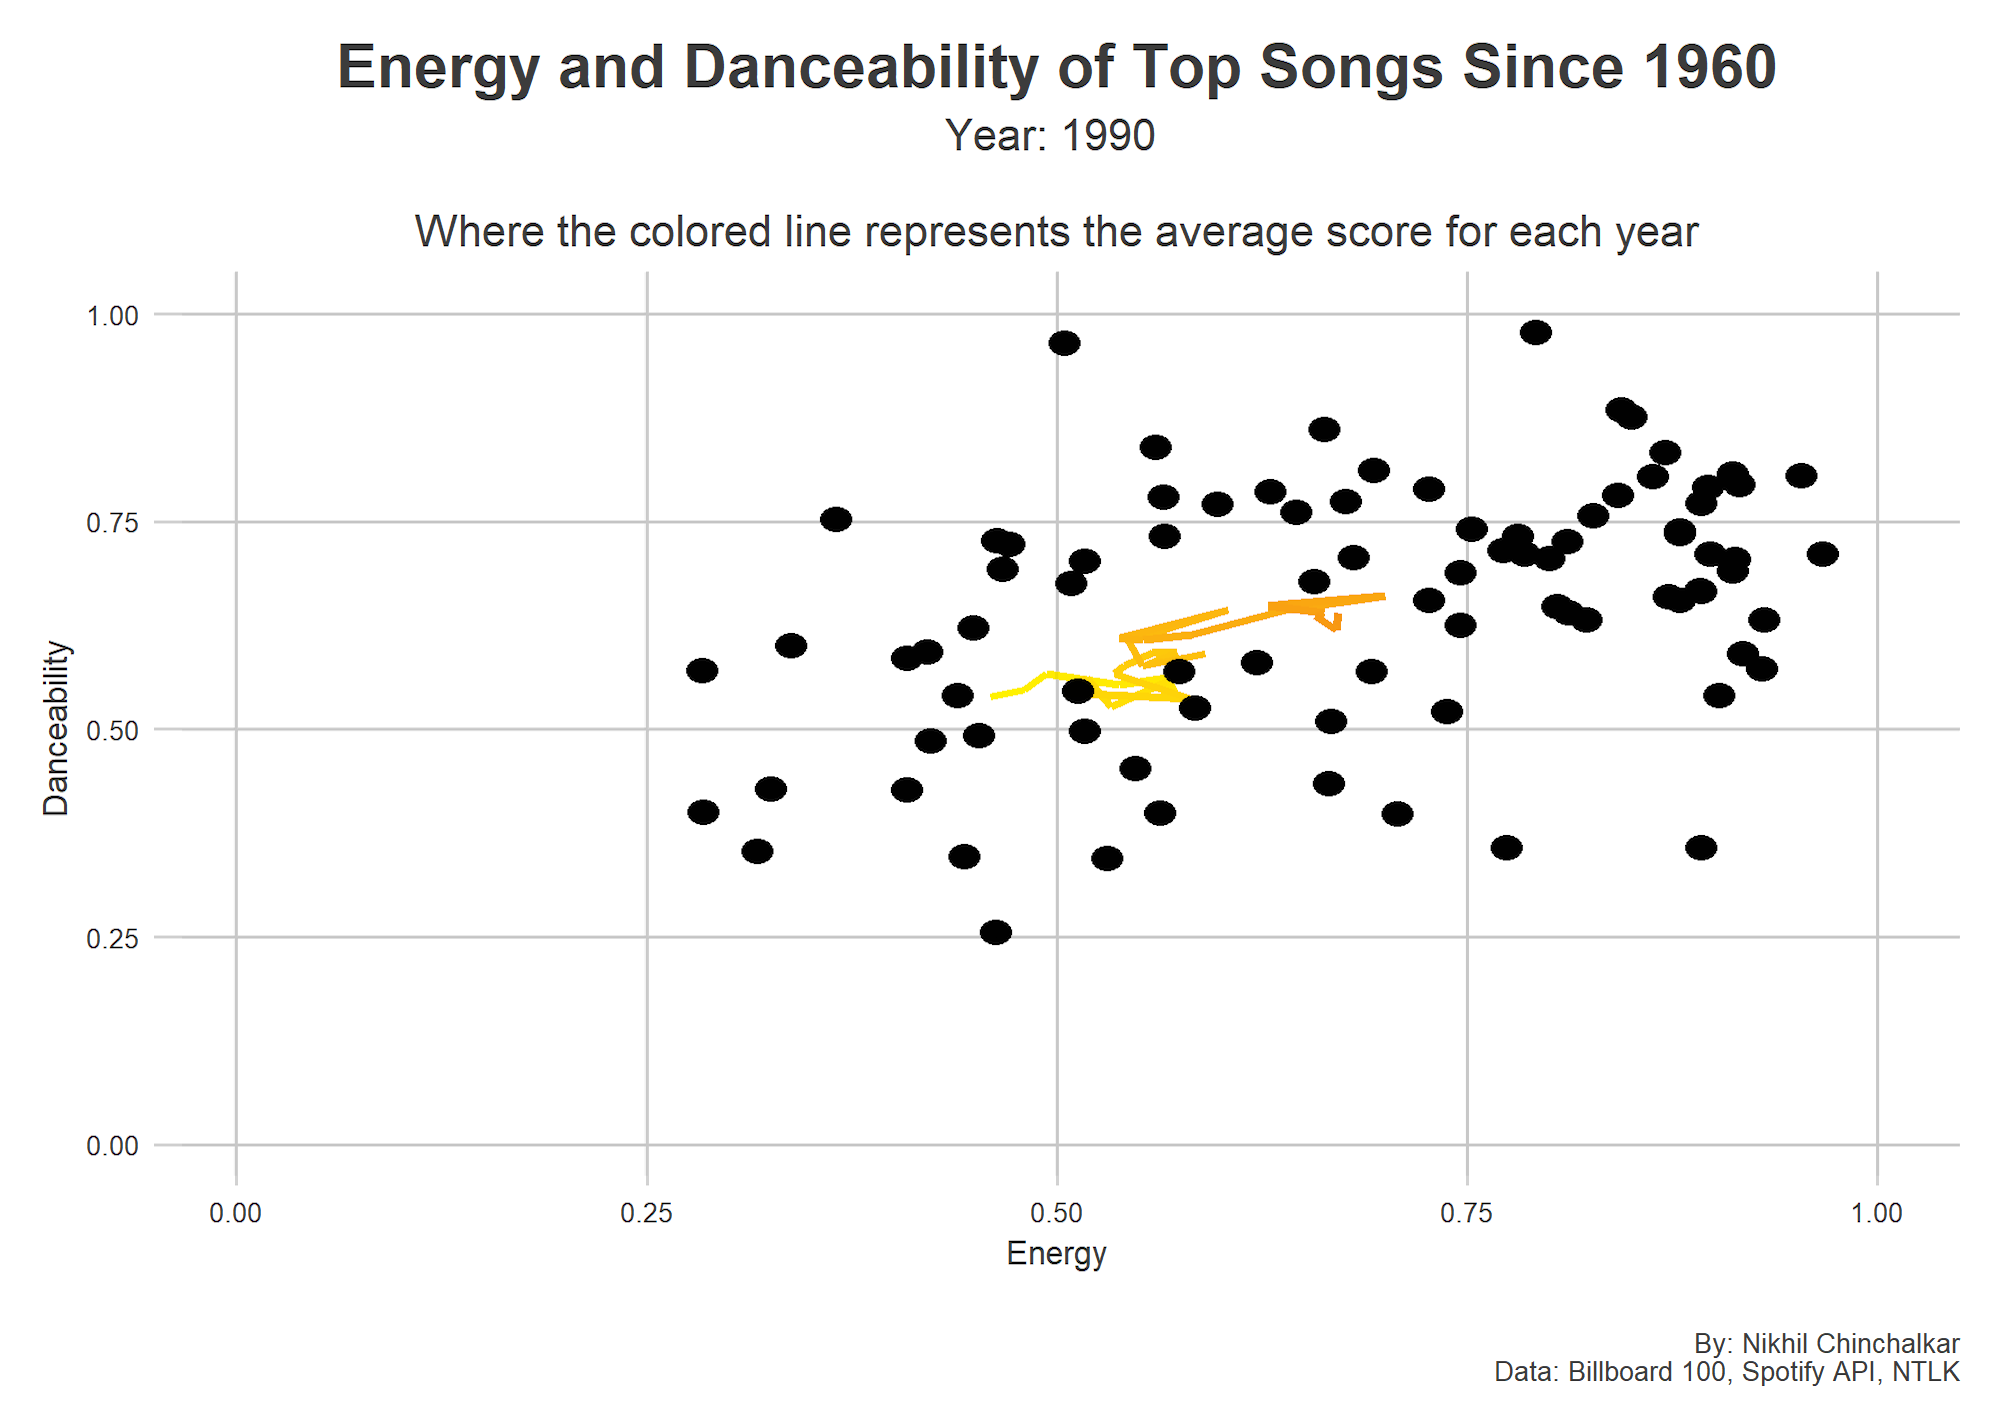 Energy and Danceability of Top Songs Since 1960
Year: 1990
Where the colored line represents the average score for each year
1.00
0.75
0.50
0.25
0.00
Danceability
0.00
0.25
0.50
0.75
1.00
Energy
By: Nikhil Chinchalkar
Data: Billboard 100, Spotify API, NTLK